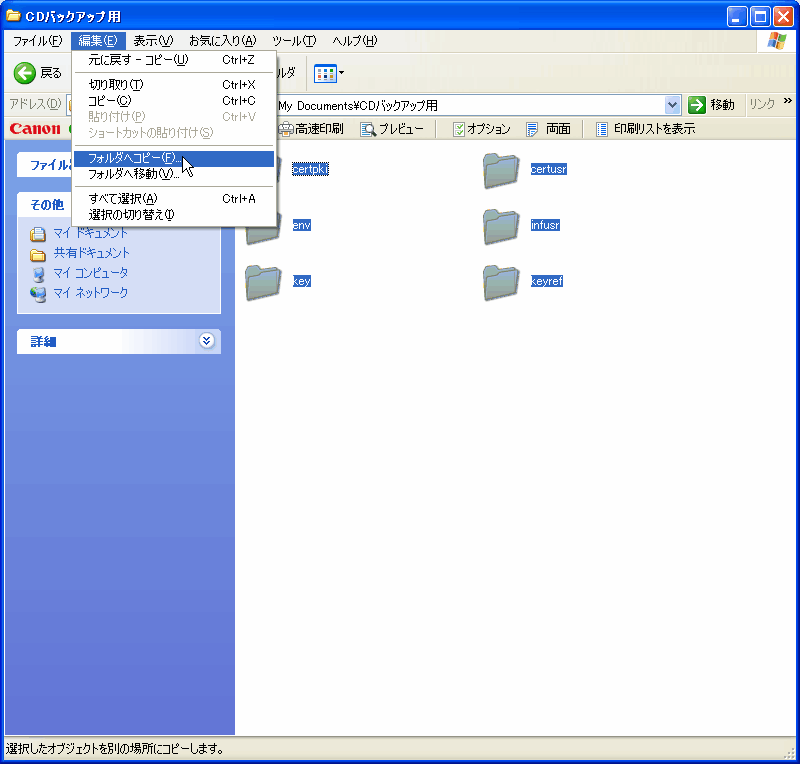 CDバックアップ用
ファイル(F) 編集(E) 表示(V) お気に入り(A) ツール(T) ヘルプ(H)
戻る
元に戻す - コピー(U) Ctrl+Z
切り取り(T) Ctrl+X
コピー(C) Ctrl+C
貼り付け(P) Ctrl+V
ショートカットの貼り付け(S)
フォルダへコピー(F)...
フォルダへ移動(V)...
すべて選択(A) Ctrl+A
選択の切り替え(I)
ルダ
アドレス(D) My Documents¥CDバックアップ用 移動 リンク »
Canon 高速印刷 プレビュー オプション 両面 印刷リストを表示
ファイル
その他
マイ ドキュメント
共有ドキュメント
マイ コンピュータ
マイ ネットワーク
詳細
certpkl certusr
env infusr
key keyref
選択したオブジェクトを別の場所にコピーします。